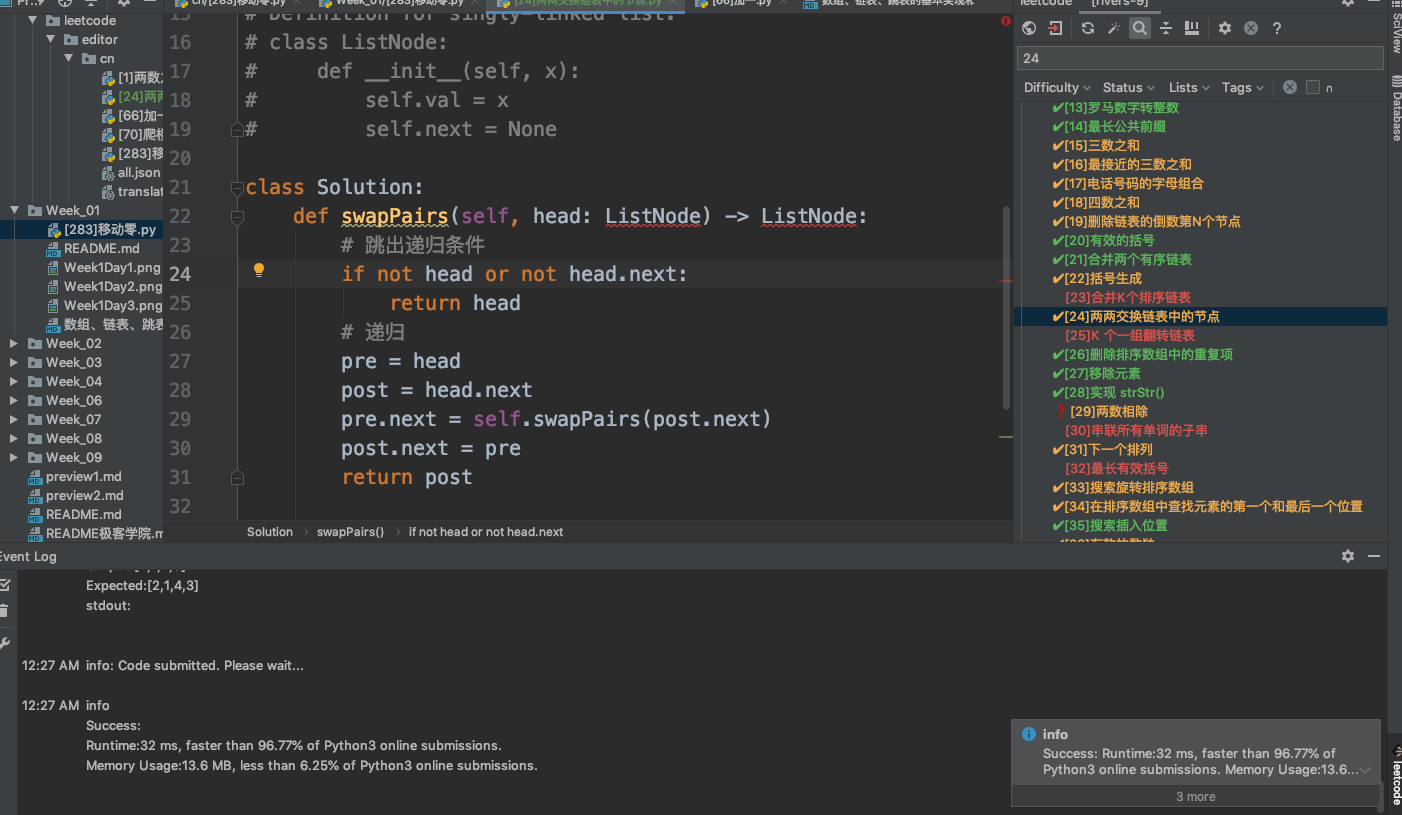 leetcode
editor
cn
[1]两数
[24]两
[66]加一
[70]爬楼
[283]移
all.json
translat
Week_01
[283]移动零.py
README.md
Week1Day1.png
Week1Day2.png
Week1Day3.png
数组、链表、跳表
Week_02
Week_03
Week_04
Week_06
Week_07
Week_08
Week_09
preview1.md
preview2.md
README.md
README极客学院.m
cn/[283]移动零.py
Week_01/[283]移动零.py
[24]两两交换链表中的节点.py
[66]加一.py
数组、链表、跳表的基本实现和
15 # Definition for singly-linked list.
16 # class ListNode:
17 #     def __init__(self, x):
18 #         self.val = x
19 #         self.next = None
20
21 class Solution:
22     def swapPairs(self, head: ListNode) -> ListNode:
23         # 跳出递归条件
24         if not head or not head.next:
25             return head
26         # 递归
27         pre = head
28         post = head.next
29         pre.next = self.swapPairs(post.next)
30         post.next = pre
31         return post
32
Solution › swapPairs() › if not head or not head.next
leetcode [rivers-9]
24
Difficulty Status Lists Tags n
✔[13]罗马数字转整数
✔[14]最长公共前缀
✔[15]三数之和
✔[16]最接近的三数之和
✔[17]电话号码的字母组合
✔[18]四数之和
✔[19]删除链表的倒数第N个节点
✔[20]有效的括号
✔[21]合并两个有序链表
✔[22]括号生成
[23]合并K个排序链表
✔[24]两两交换链表中的节点
[25]K 个一组翻转链表
✔[26]删除排序数组中的重复项
✔[27]移除元素
✔[28]实现 strStr()
❓[29]两数相除
[30]串联所有单词的子串
✔[31]下一个排列
[32]最长有效括号
✔[33]搜索旋转排序数组
✔[34]在排序数组中查找元素的第一个和最后一个位置
✔[35]搜索插入位置
SciView
Database
leetcode
Event Log
Expected:[2,1,4,3]
stdout:
12:27 AM info: Code submitted. Please wait...
12:27 AM info
Success:
Runtime:32 ms, faster than 96.77% of Python3 online submissions.
Memory Usage:13.6 MB, less than 6.25% of Python3 online submissions.
info
Success: Runtime:32 ms, faster than 96.77% of
Python3 online submissions. Memory Usage:13.6...
3 more